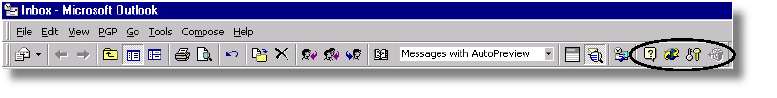 Inbox - Microsoft Outlook
File Edit View PGP Go Tools Compose Help
Messages with AutoPreview